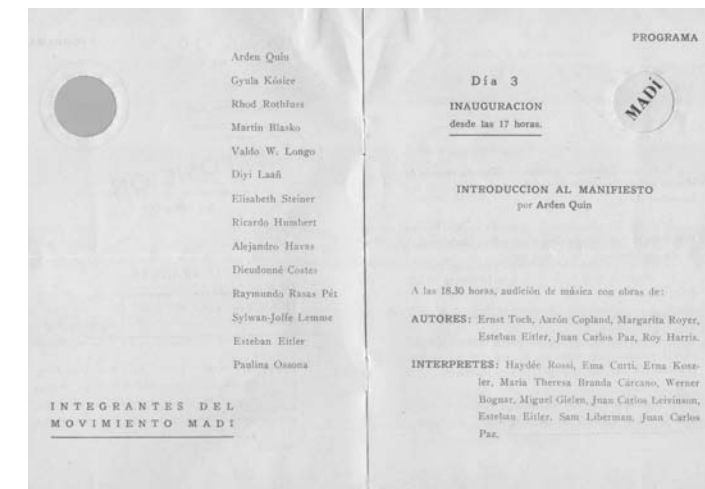 Arden Quin
Gyula Kósice
Rhod Rothfuss
Martin Blasko
Valdo W. Longo
Diyi Laañ
Elisabeth Steiner
Ricardo Humbert
Alejandro Havas
Dieudonné Costes
Raymundo Rasas Pét
Sylwan-Joffe Lemme
Esteban Eitler
Paulina Ossona
INTEGRANTES DEL
MOVIMIENTO MADI
PROGRAMA
Día 3
INAUGURACION
desde las 17 horas.
MADÍ
INTRODUCCION AL MANIFIESTO
por Arden Quin
A las 18.30 horas, audición de música con obras de:
AUTORES: Ernst Toch, Aarón Copland, Margarita Royer,
Esteban Eitler, Juan Carlos Paz, Roy Harris.
INTERPRETES: Haydée Rossi, Ema Curti, Erna Kosz-
ler, María Theresa Branda Cárcano, Werner
Bognar, Miguel Gielen, Juan Carlos Leivinson,
Esteban Eitler, Sam Liberman, Juan Carlos
Paz.